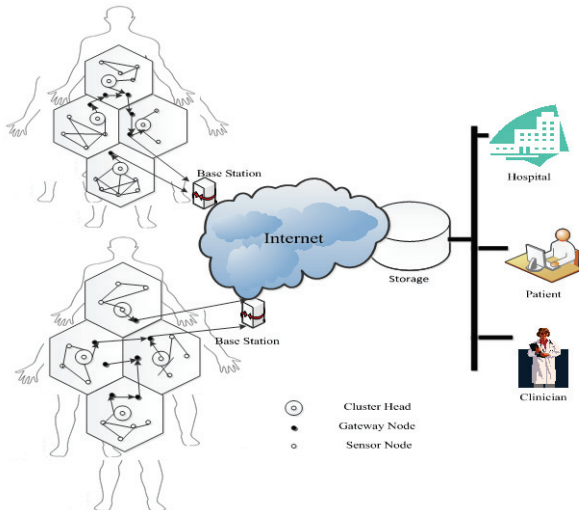 Base Station
Internet
Hospital
Storage
Patient
Base Station
Clinician
Cluster Head
Gateway Node
Sensor Node